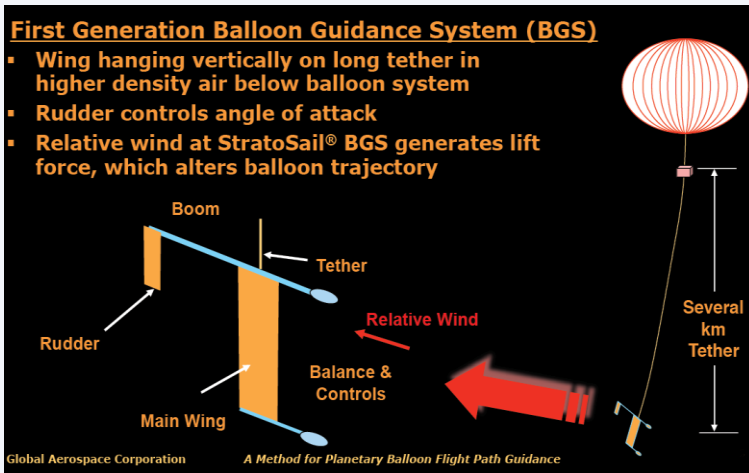 First Generation Balloon Guidance System (BGS)
▪ Wing hanging vertically on long tether in
higher density air below balloon system
▪ Rudder controls angle of attack
▪ Relative wind at StratoSail® BGS generates lift
force, which alters balloon trajectory
Boom
Tether
Rudder
Relative Wind
Balance &
Controls
Main Wing
Several
km
Tether
Global Aerospace Corporation
A Method for Planetary Balloon Flight Path Guidance